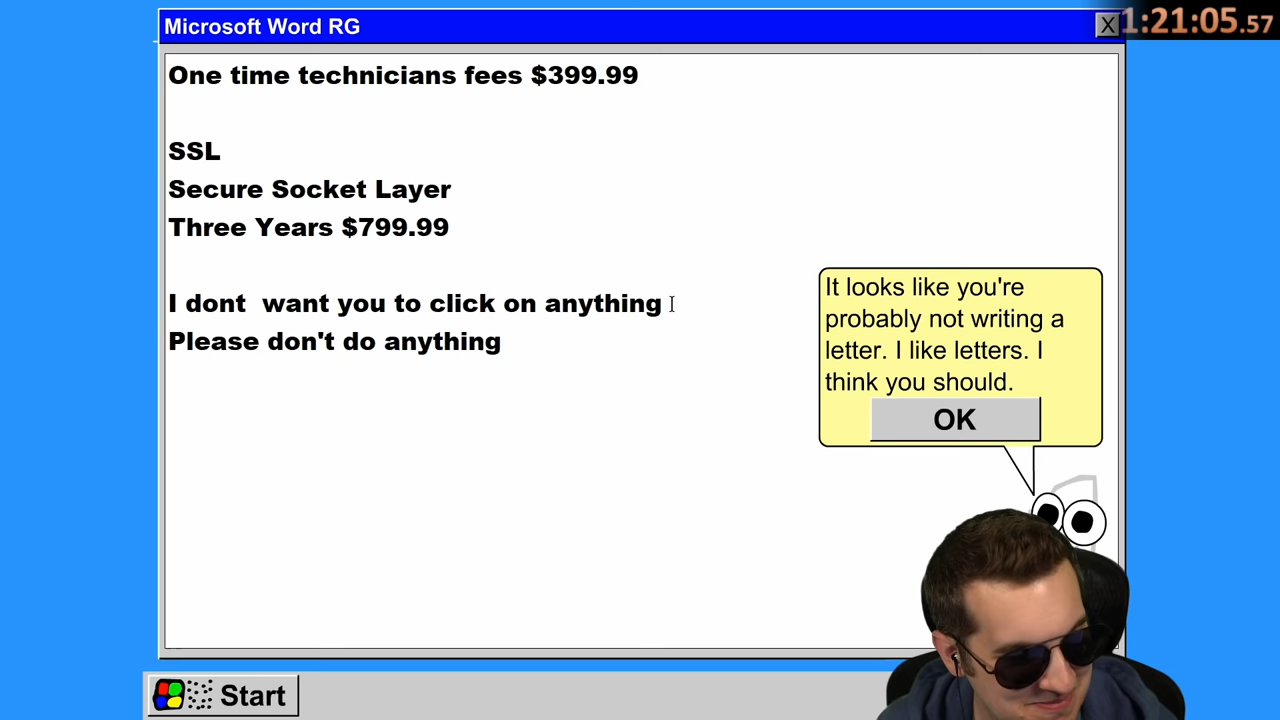 Microsoft Word RG
X
1:21:05.57
One time technicians fees $399.99
SSL
Secure Socket Layer
Three Years $799.99
I dont  want you to click on anything
Please don't do anything
It looks like you're
probably not writing a
letter. I like letters. I
think you should.
OK
Start